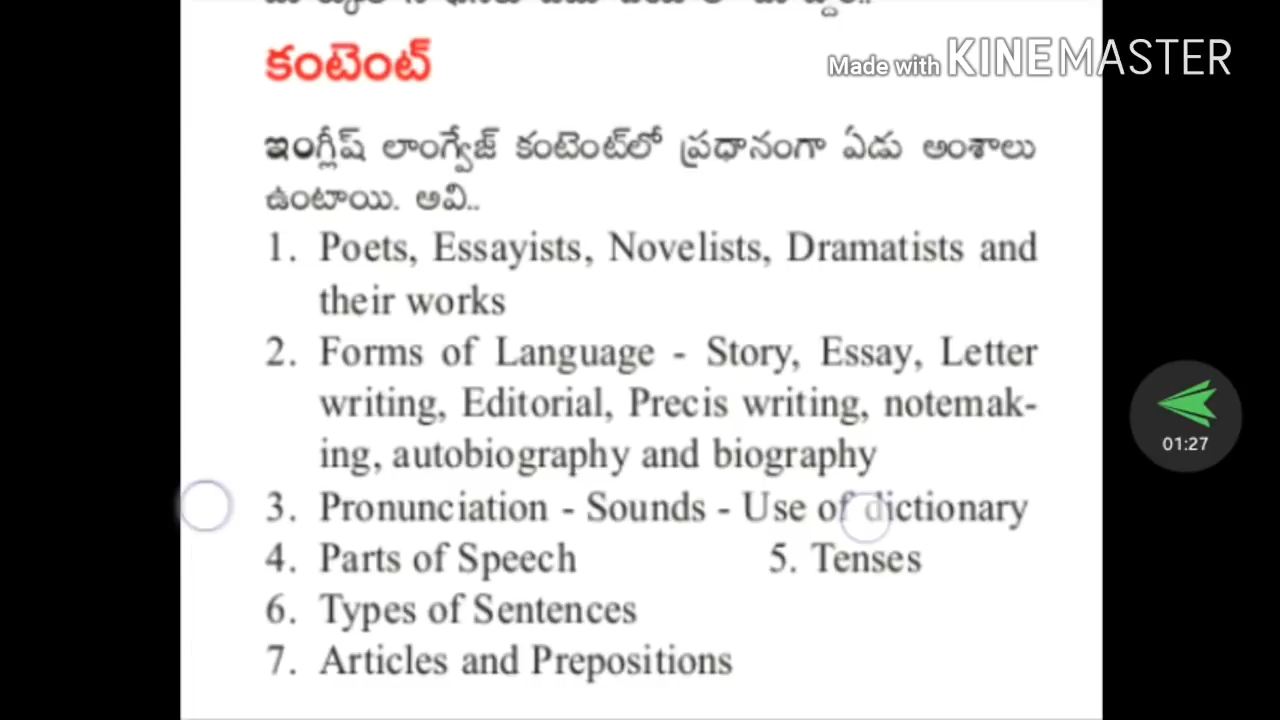 కంటెంట్
Made with KINEMASTER
ఇంగ్లీష్ లాంగ్వేజ్ కంటెంట్‌లో ప్రధానంగా ఏడు అంశాలు
ఉంటాయి. అవి..
1. Poets, Essayists, Novelists, Dramatists and
their works
2. Forms of Language - Story, Essay, Letter
writing, Editorial, Precis writing, notemak-
ing, autobiography and biography
3. Pronunciation - Sounds - Use of dictionary
4. Parts of Speech 5. Tenses
6. Types of Sentences
7. Articles and Prepositions
01:27